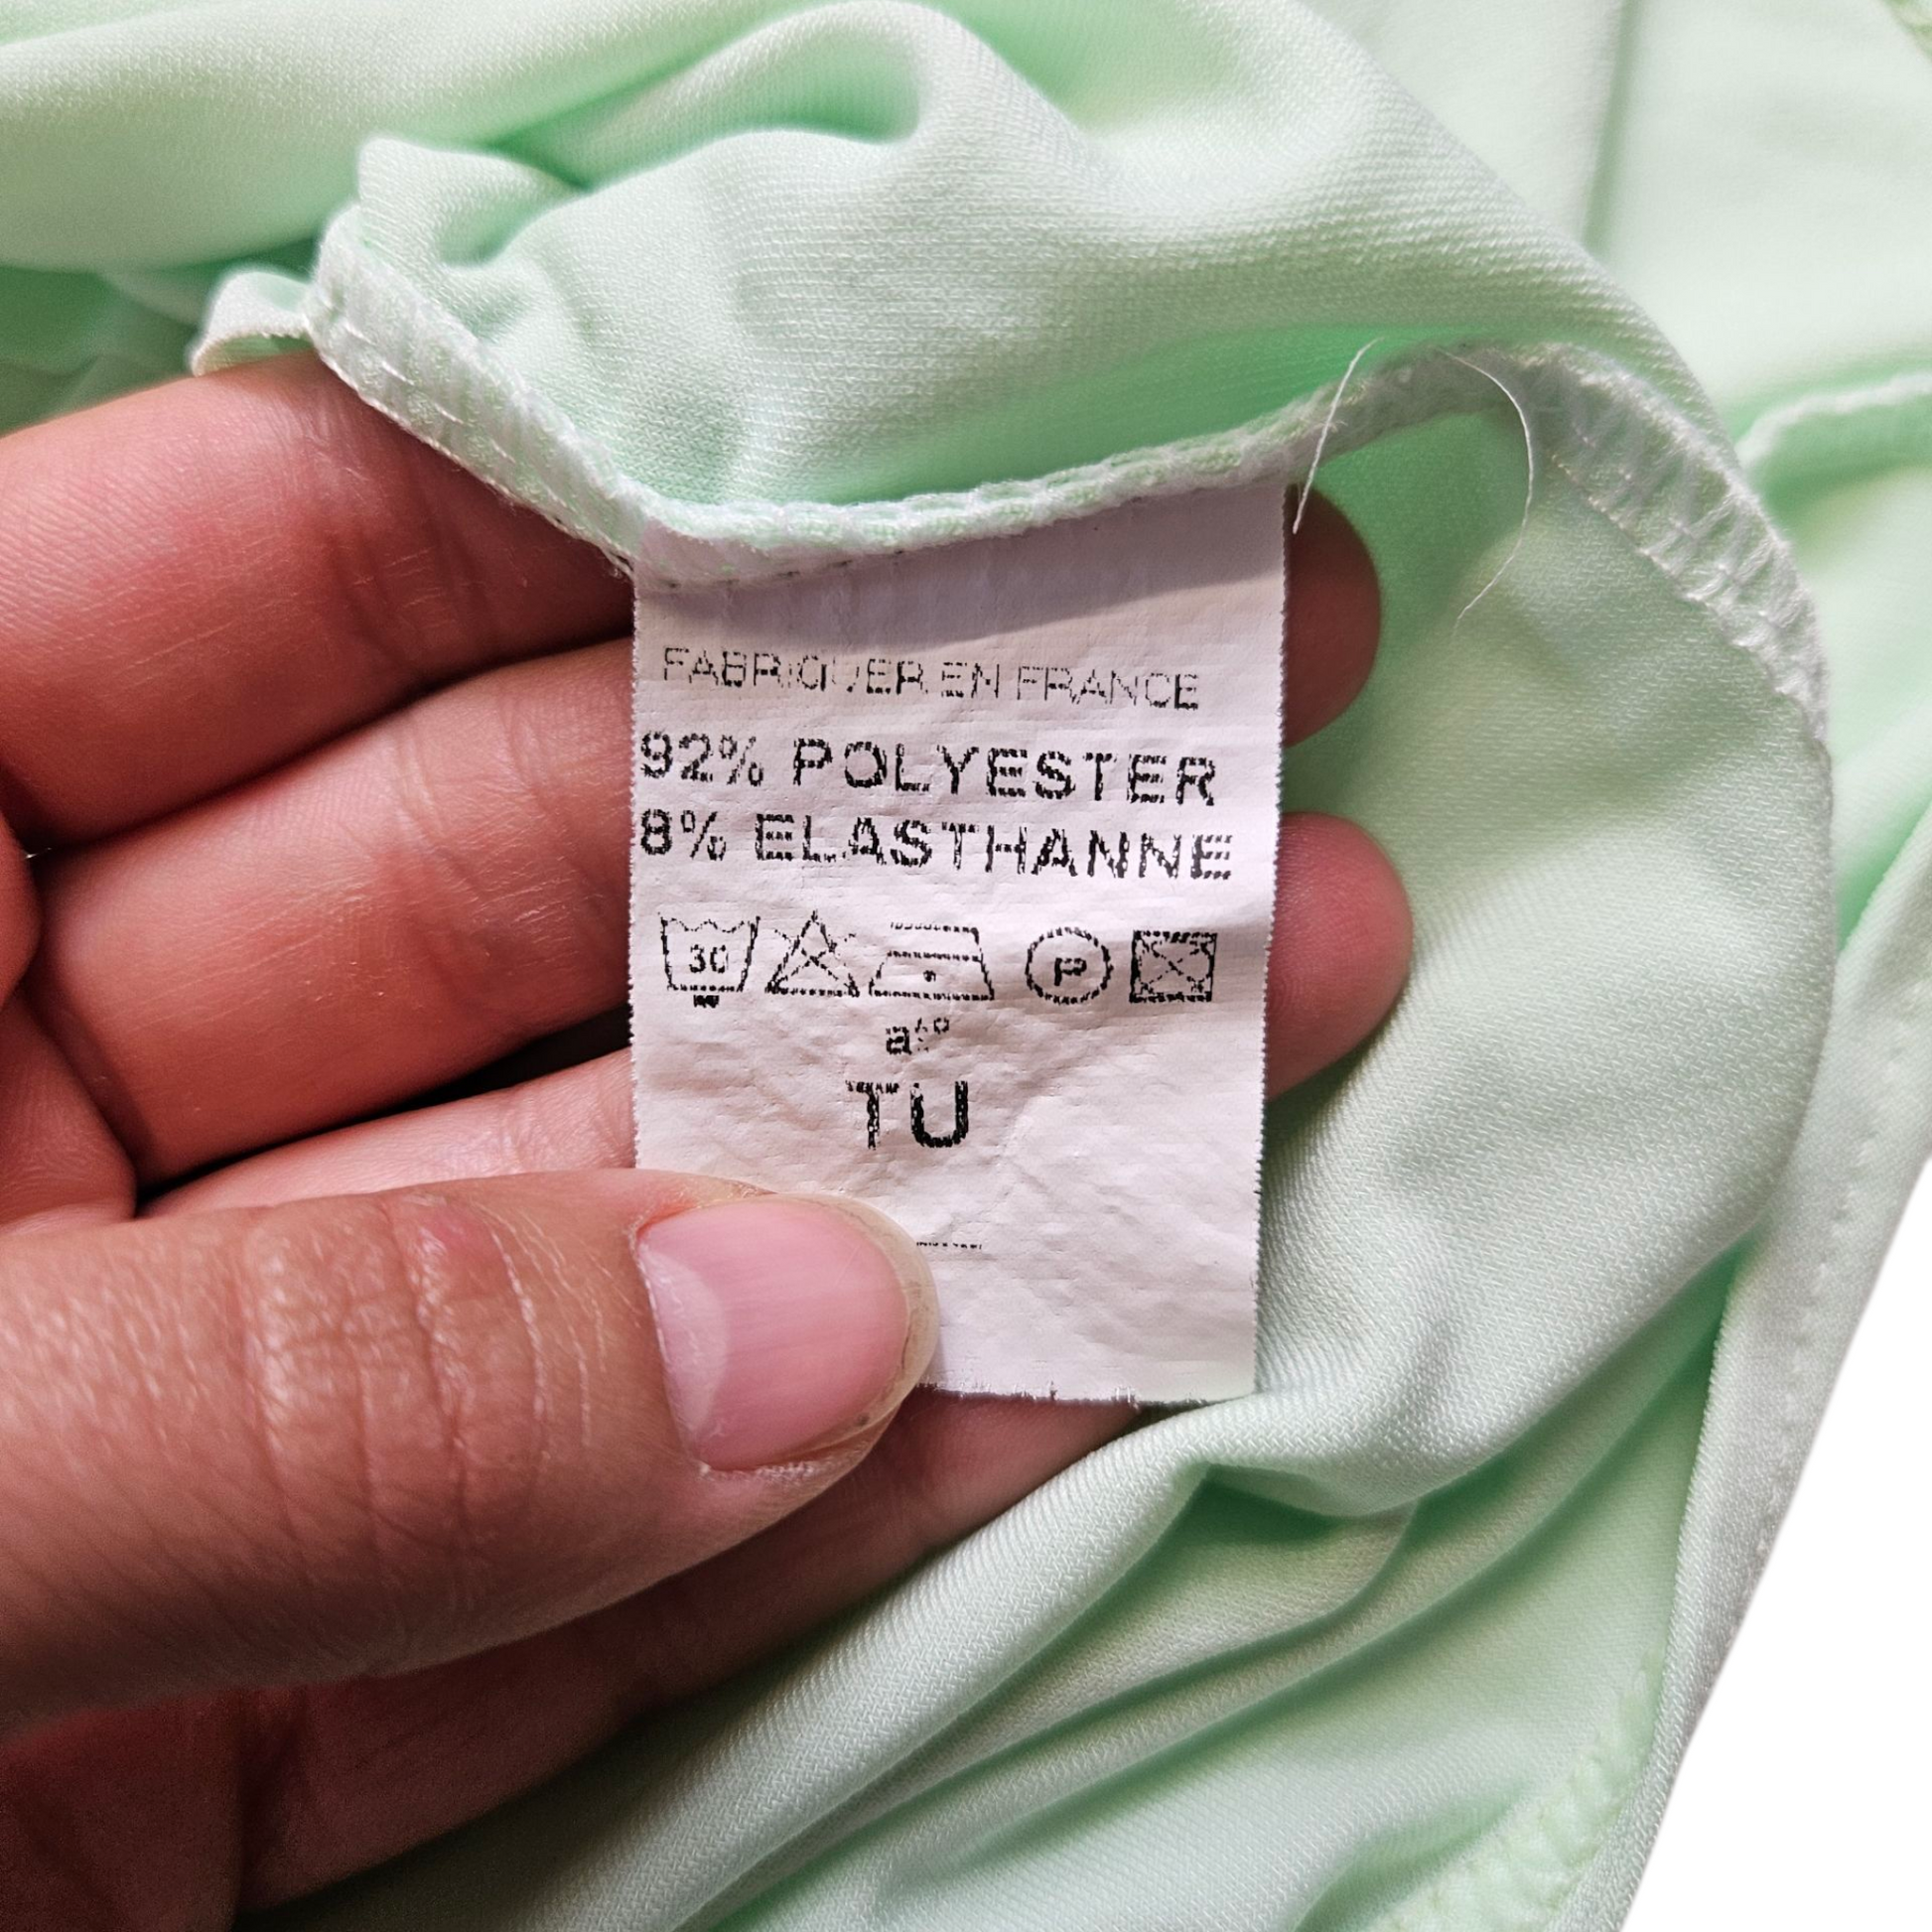 FABRIQUER EN FRANCE
92% POLYESTER
8% ELASTHANNE
30
P
TU